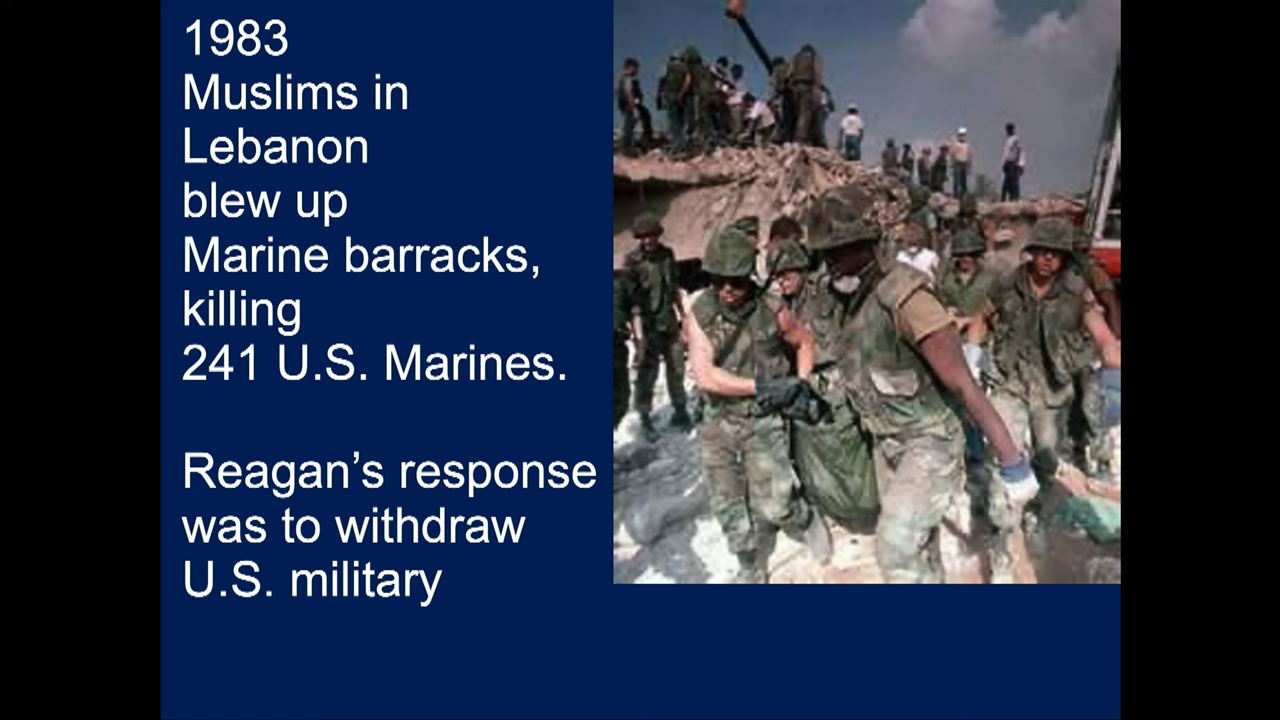 1983
Muslims in
Lebanon
blew up
Marine barracks,
killing
241 U.S. Marines.
Reagan’s response
was to withdraw
U.S. military